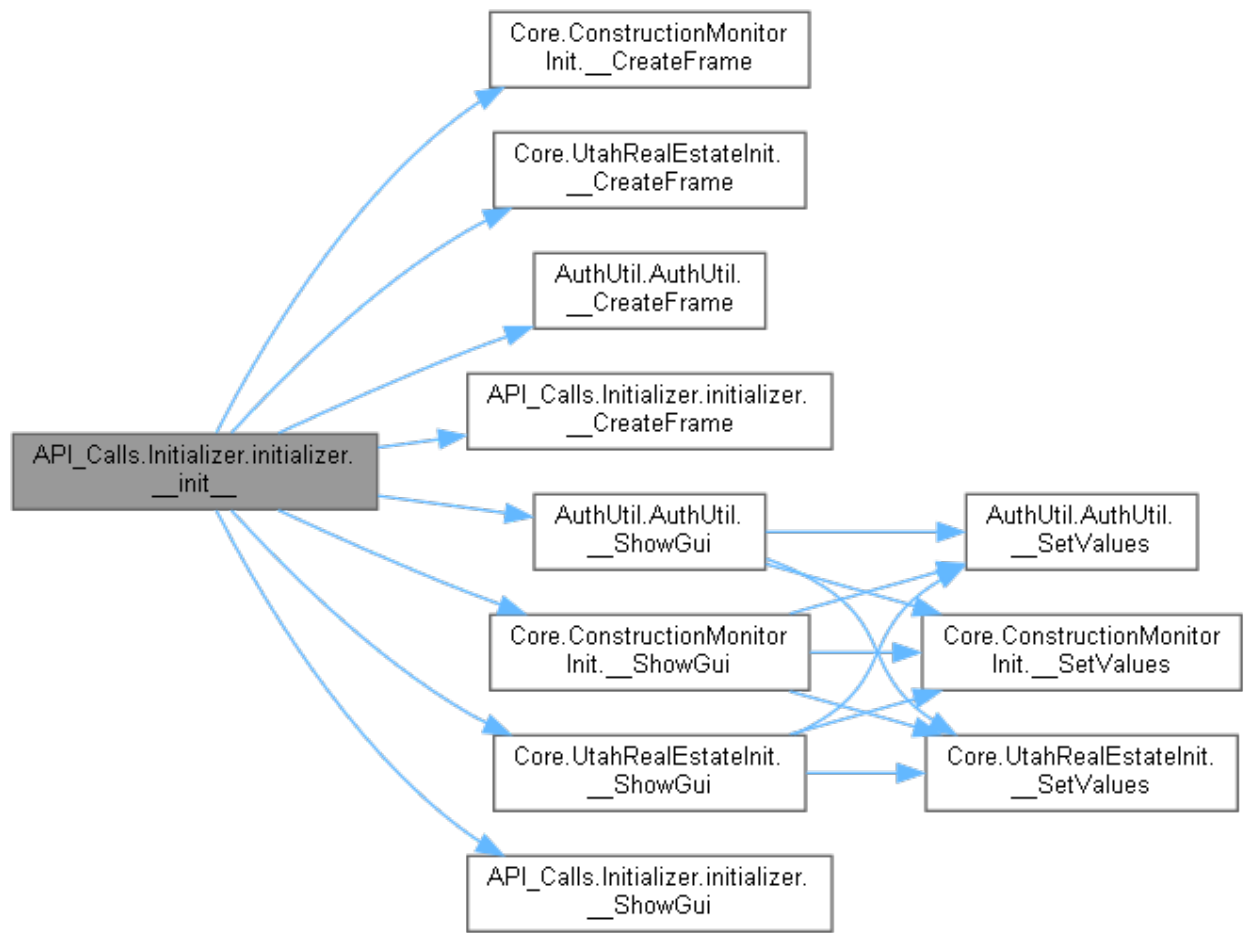 Core.ConstructionMonitor
Init.__CreateFrame
Core.UtahRealEstateInit.
__CreateFrame
AuthUtil.AuthUtil.
__CreateFrame
API_Calls.Initializer.initializer.
__CreateFrame
API_Calls.Initializer.initializer.
__init__
AuthUtil.AuthUtil.
__ShowGui
AuthUtil.AuthUtil.
__SetValues
Core.ConstructionMonitor
Init.__ShowGui
Core.ConstructionMonitor
Init.__SetValues
Core.UtahRealEstateInit.
__ShowGui
Core.UtahRealEstateInit.
__SetValues
API_Calls.Initializer.initializer.
__ShowGui